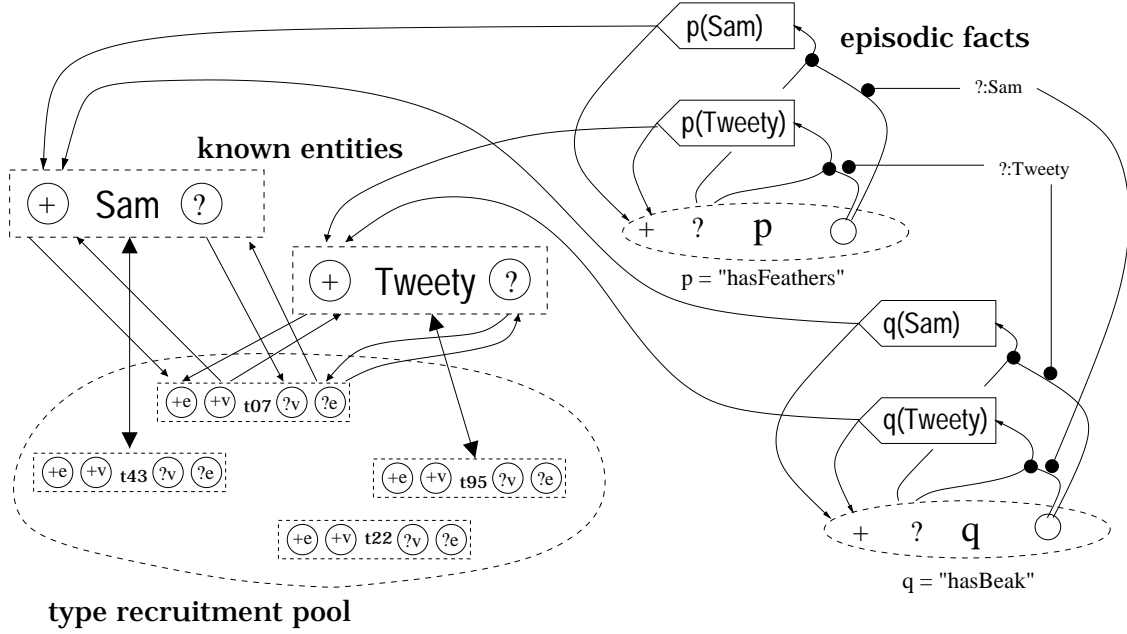 p(Sam)
episodic facts
?:Sam
p(Tweety)
known entities
?:Tweety
+ Sam ?
+ ? p
p = "hasFeathers"
+ Tweety ?
q(Sam)
+e +v t07 ?v ?e
q(Tweety)
+e +v t43 ?v ?e
+e +v t95 ?v ?e
+e +v t22 ?v ?e
+ ? q
q = "hasBeak"
type recruitment pool